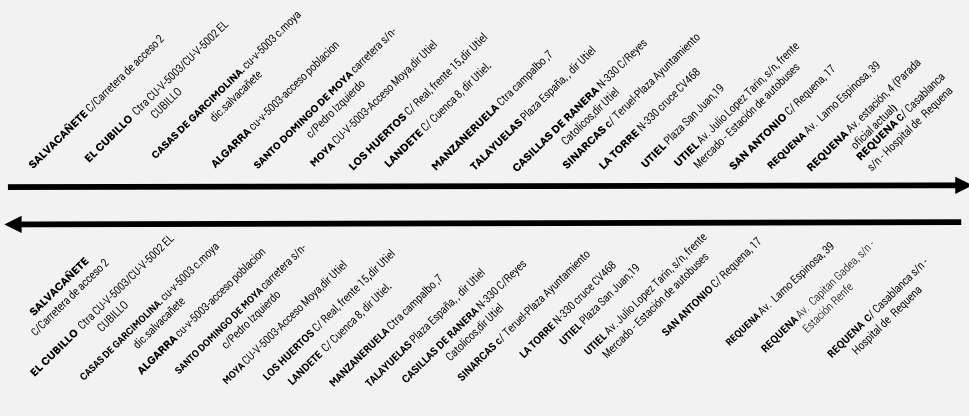 SALVACAÑETE C/Carretera de acceso 2
EL CUBILLO Ctra CU-V-5003/CU-V-5002 EL
CUBILLO
CASAS DE GARCIMOLINA. cu-v-5003 c.moya
dic.salvacañete
ALGARRA cu-v-5003-acceso poblacion
SANTO DOMINGO DE MOYA carretera s/n-
c/Pedro Izquierdo
MOYA CU-V-5003-Acceso Moya,dir Utiel
LOS HUERTOS C/ Real, frente 15,dir Utiel
LANDETE C/ Cuenca 8, dir Utiel.
MANZANERUELA Ctra campalbo ,7
TALAYUELAS Plaza España, , dir Utiel
CASILLAS DE RANERA N-330 C/Reyes
Catolicos,dir Utiel
SINARCAS c/ Teruel-Plaza Ayuntamiento
LA TORRE N-330 cruce CV468
UTIEL Plaza San Juan,19
UTIEL Av. Julio Lopez Tarin, s/n, frente
Mercado - Estación de autobuses
SAN ANTONIO C/ Requena, 17
REQUENA Av. Lamo Espinosa, 39
REQUENA Av. estación, 4 (Parada
oficial actual)
REQUENA c/ Casablanca
s/n - Hospital de Requena
SALVACAÑETE
C/Carretera de acceso 2
EL CUBILLO Ctra CU-V-5003/CU-V-5002 EL
CUBILLO
CASAS DE GARCIMOLINA. cu-v-5003 c.moya
dic.salvacañete
ALGARRA cu-v-5003-acceso poblacion
SANTO DOMINGO DE MOYA carretera s/n-
c/Pedro Izquierdo
MOYA CU-V-5003-Acceso Moya,dir Utiel
LOS HUERTOS C/ Real, frente 15,dir Utiel
LANDETE C/ Cuenca 8, dir Utiel.
MANZANERUELA Ctra campalbo ,7
TALAYUELAS Plaza España, , dir Utiel
CASILLAS DE RANERA N-330 C/Reyes
Catolicos,dir Utiel
SINARCAS c/ Teruel-Plaza Ayuntamiento
LA TORRE N-330 cruce CV468
UTIEL Plaza San Juan,19
UTIEL Av. Julio Lopez Tarin, s/n, frente
Mercado - Estación de autobuses
SAN ANTONIO C/ Requena, 17
REQUENA Av. Lamo Espinosa, 39
REQUENA Av. Capitan Gadea, s/n -
Estación Renfe
REQUENA c/ Casablanca s/n -
Hospital de Requena